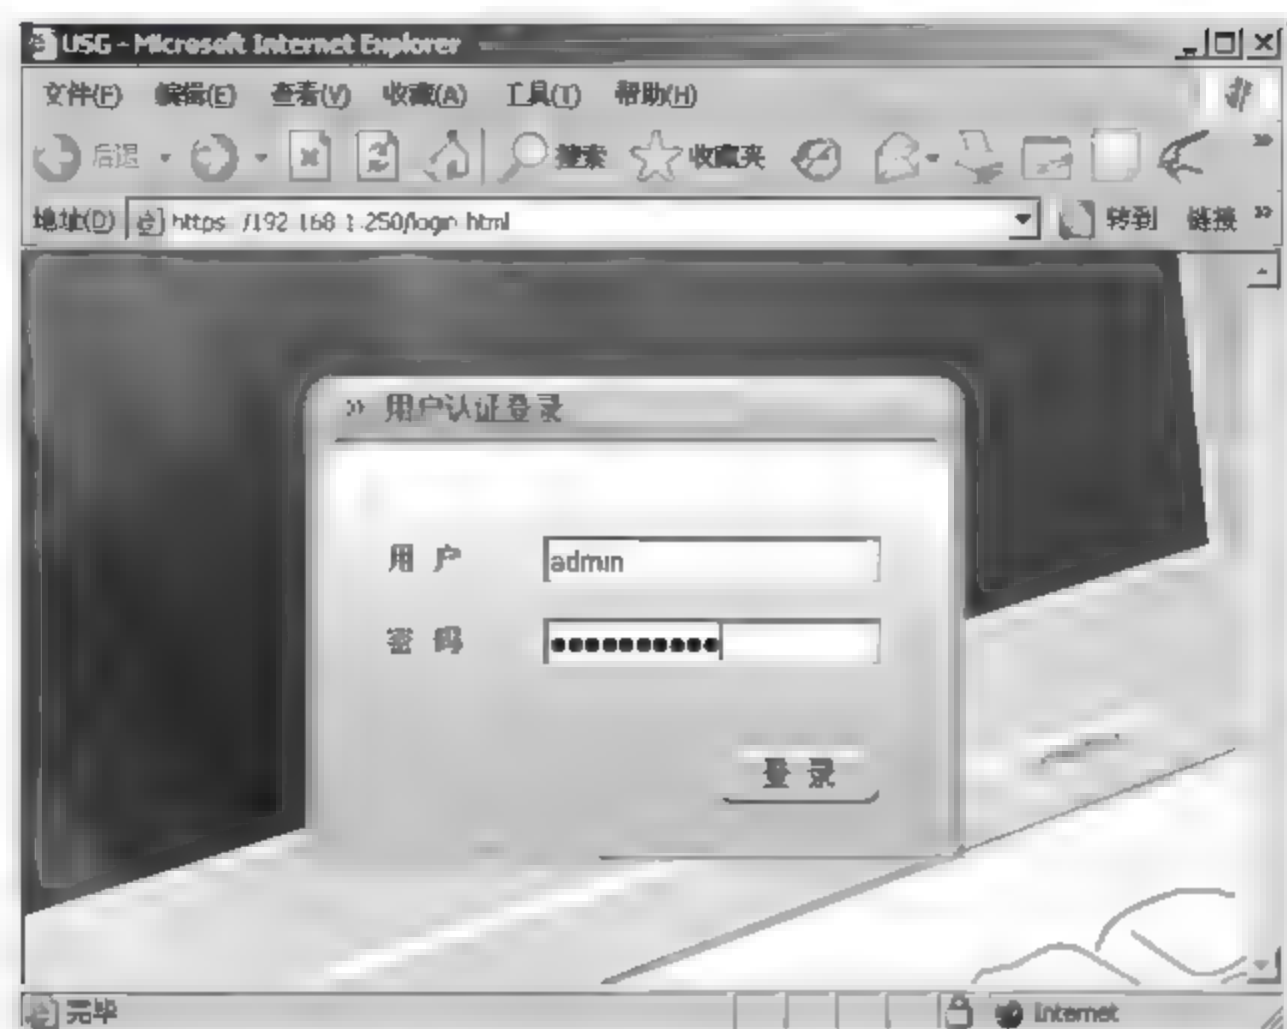 USG - Microsoft Internet Explorer
文件(F) 编辑(E) 查看(V) 收藏(A) 工具(T) 帮助(H)
后退 搜索 收藏夹
地址(D) https //192 168 1.250/login html 转到 链接
用户认证登录
用 户 admin
密 码 ●●●●●●●●●●
登 录
完毕 Internet